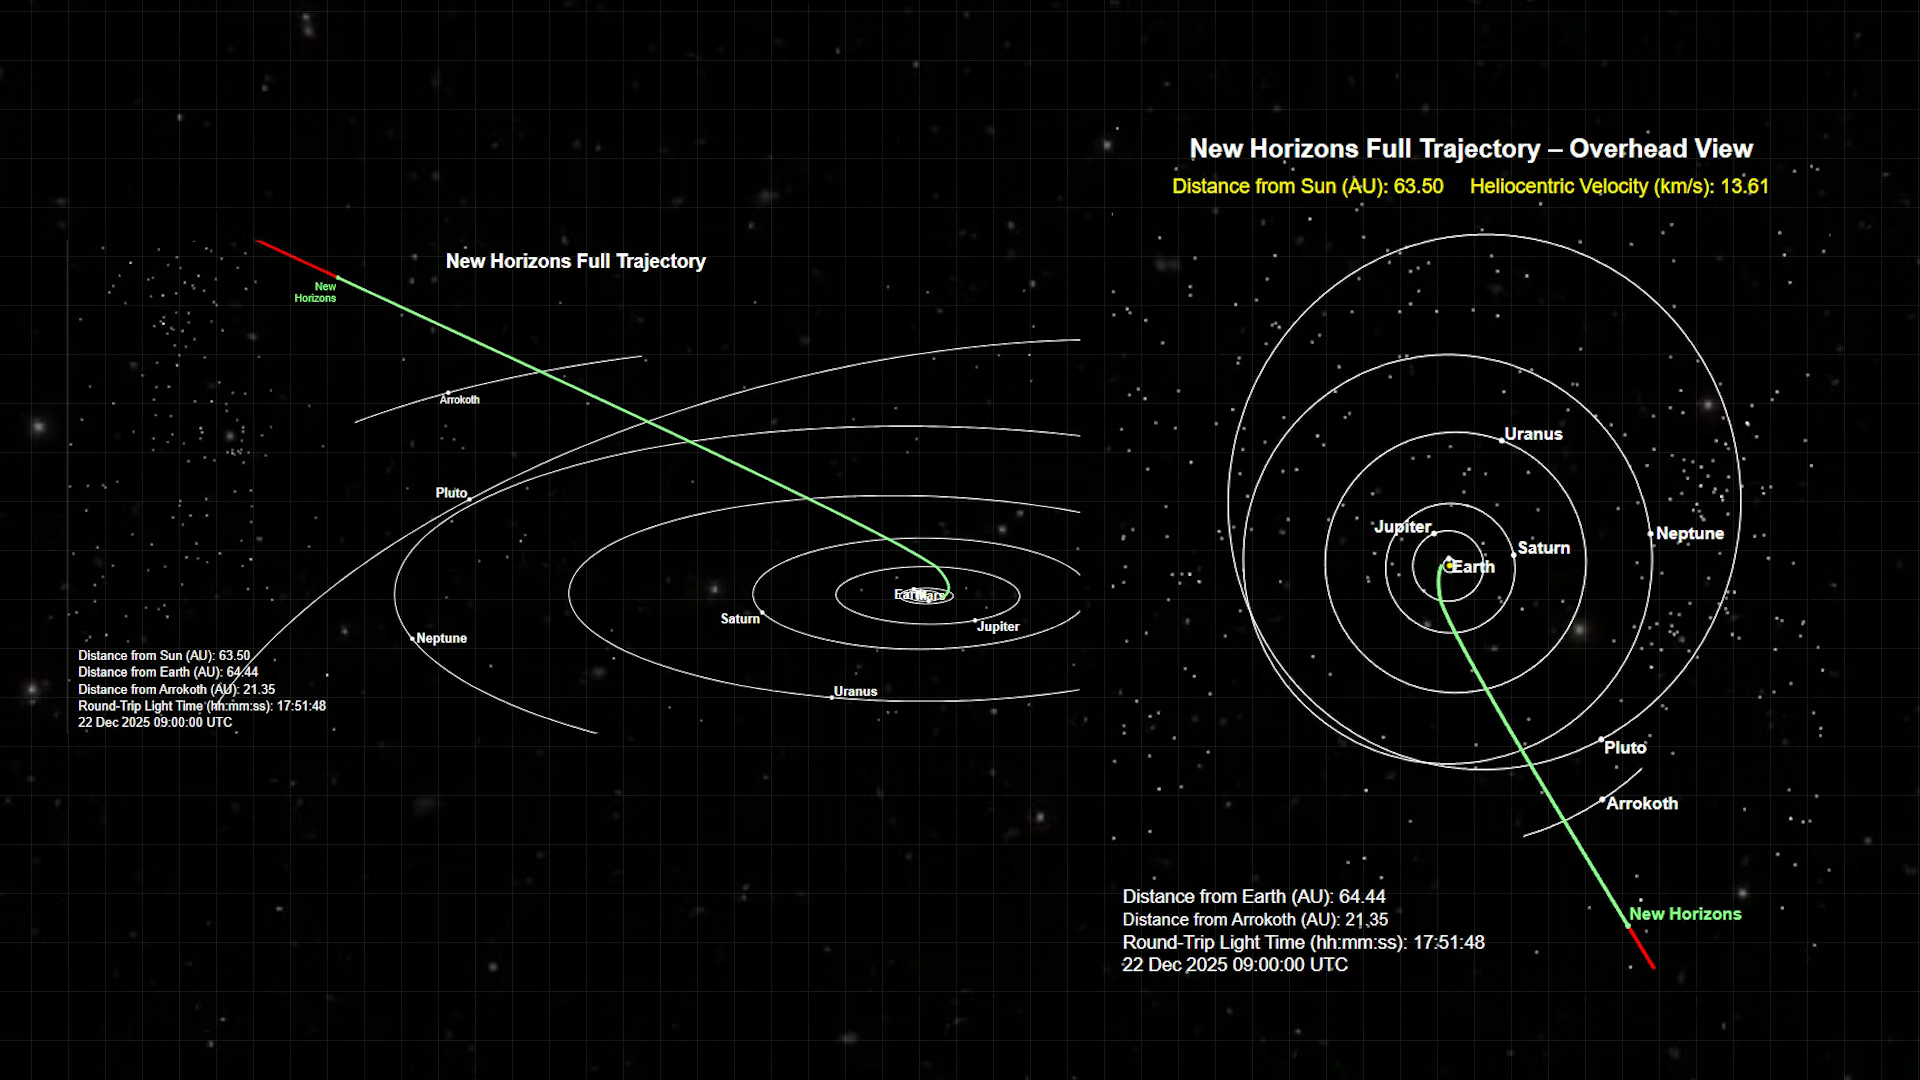 New Horizons Full Trajectory
New
Horizons
Arrokoth
Pluto
Neptune
Saturn
Jupiter
Uranus
Distance from Sun (AU): 63.50
Distance from Earth (AU): 64.44
Distance from Arrokoth (AU): 21.35
Round-Trip Light Time (hh:mm:ss): 17:51:48
22 Dec 2025 09:00:00 UTC
New Horizons Full Trajectory – Overhead View
Distance from Sun (AU): 63.50 Heliocentric Velocity (km/s): 13.61
Uranus
Jupiter
Neptune
Saturn
Earth
Pluto
Arrokoth
New Horizons
Distance from Earth (AU): 64.44
Distance from Arrokoth (AU): 21.35
Round-Trip Light Time (hh:mm:ss): 17:51:48
22 Dec 2025 09:00:00 UTC